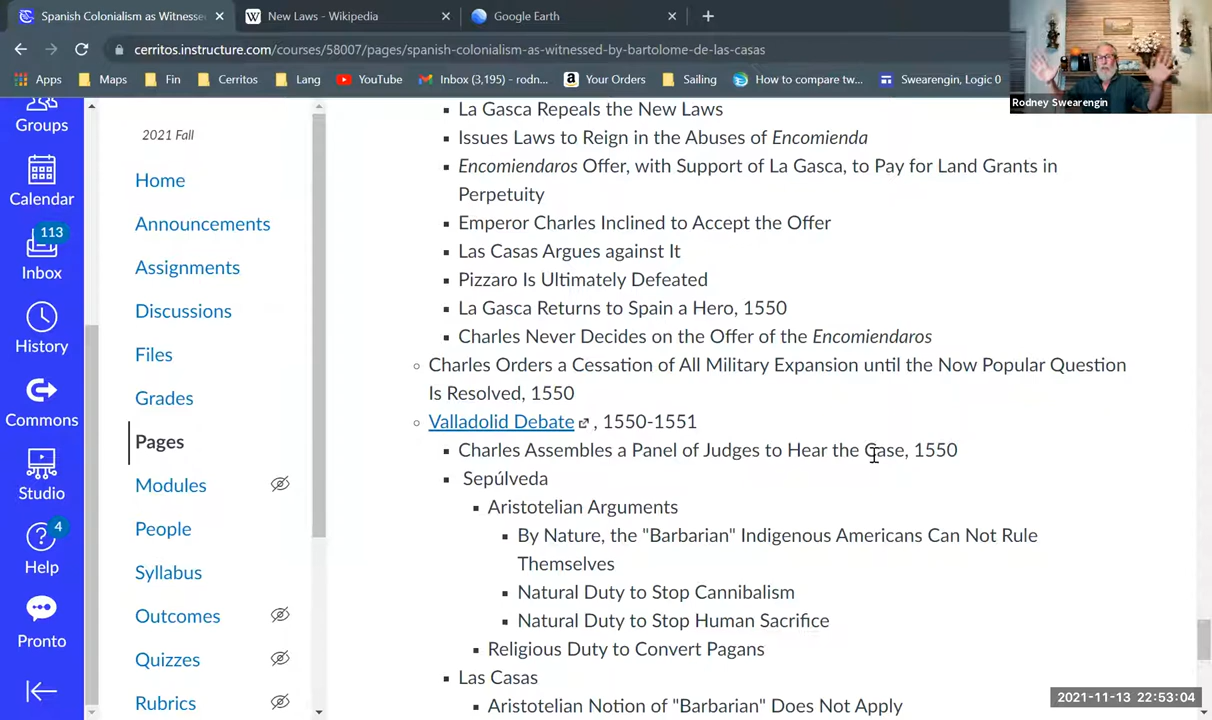 Spanish Colonialism as Witnesse
New Laws - Wikipedia
Google Earth
cerritos.instructure.com/courses/58007/pages/spanish-colonialism-as-witnessed-by-bartolome-de-las-casas
Apps
Maps
Fin
Cerritos
Lang
YouTube
Inbox (3,195) - rodn...
Your Orders
Sailing
How to compare tw...
Swearengin, Logic 0
Rodney Swearengin
Groups
Calendar
113
Inbox
History
Commons
Studio
4
Help
Pronto
2021 Fall
Home
Announcements
Assignments
Discussions
Files
Grades
Pages
Modules
People
Syllabus
Outcomes
Quizzes
Rubrics
La Gasca Repeals the New Laws
Issues Laws to Reign in the Abuses of Encomienda
Encomiendaros Offer, with Support of La Gasca, to Pay for Land Grants in
Perpetuity
Emperor Charles Inclined to Accept the Offer
Las Casas Argues against It
Pizzaro Is Ultimately Defeated
La Gasca Returns to Spain a Hero, 1550
Charles Never Decides on the Offer of the Encomiendaros
Charles Orders a Cessation of All Military Expansion until the Now Popular Question
Is Resolved, 1550
Valladolid Debate , 1550-1551
Charles Assembles a Panel of Judges to Hear the Case, 1550
Sepúlveda
Aristotelian Arguments
By Nature, the "Barbarian" Indigenous Americans Can Not Rule
Themselves
Natural Duty to Stop Cannibalism
Natural Duty to Stop Human Sacrifice
Religious Duty to Convert Pagans
Las Casas
Aristotelian Notion of "Barbarian" Does Not Apply
2021-11-13 22:53:04